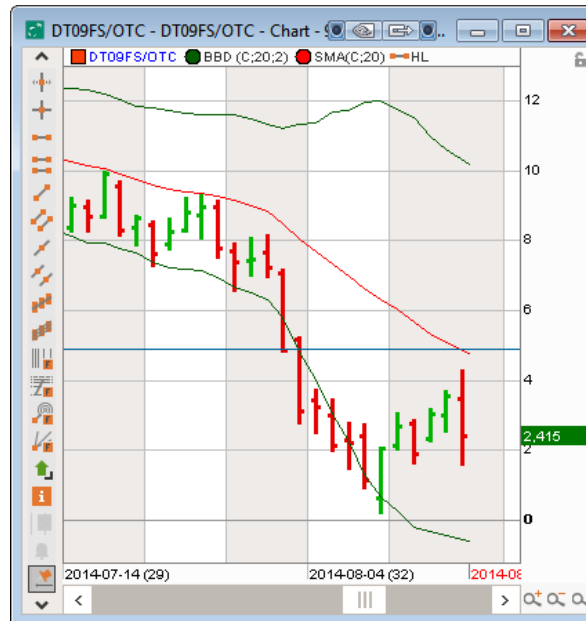 DT09FS/OTC - DT09FS/OTC - Chart -
DT09FS/OTC BBD (C;20;2) SMA(C;20) HL
12
10
8
6
4
2,415
2
0
2014-07-14 (29) 2014-08-04 (32) 2014-08